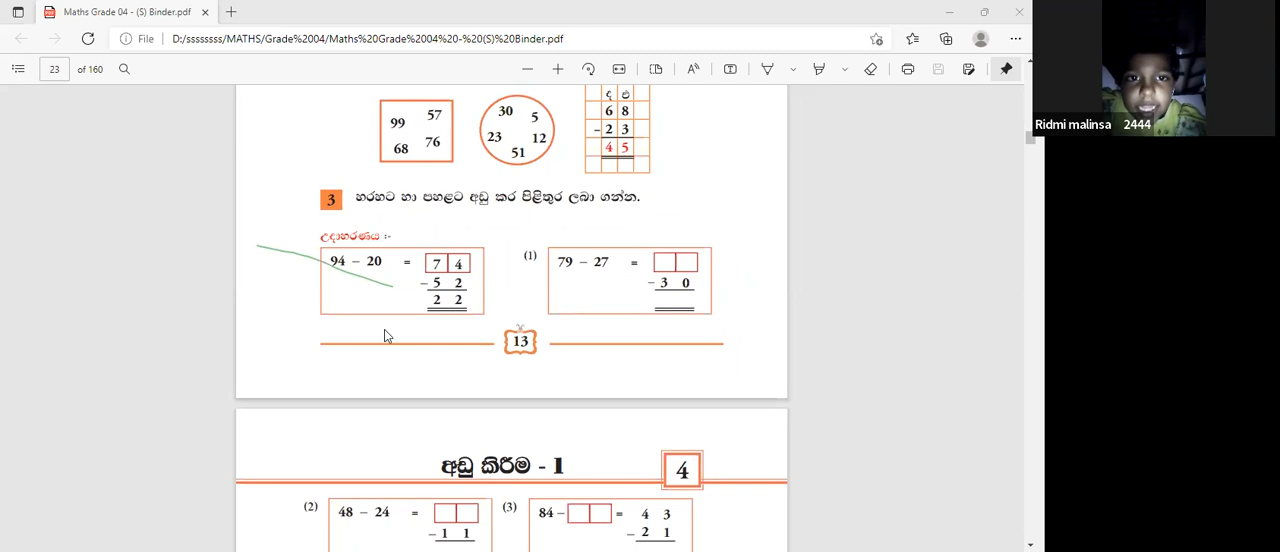 Maths Grade 04 - (S) Binder.pdf
File D:/ssssssss/MATHS/Grade%2004/Maths%20Grade%2004%20-%20(S)%20Binder.pdf
23 of 160
Ridmi malinsa 2444
99 57
68 76
30 5
23 12
51
ද එ
6 8
- 2 3
4 5
3 හරහට හා පහළට අඩු කර පිළිතුර ලබා ගන්න.
උදාහරණය :-
94 - 20 = 7 4
- 5 2
2 2
(1) 79 - 27 =
- 3 0
13
අඩු කිරීම - 1 4
(2) 48 - 24 =
- 1 1
(3) 84 - = 4 3
- 2 1